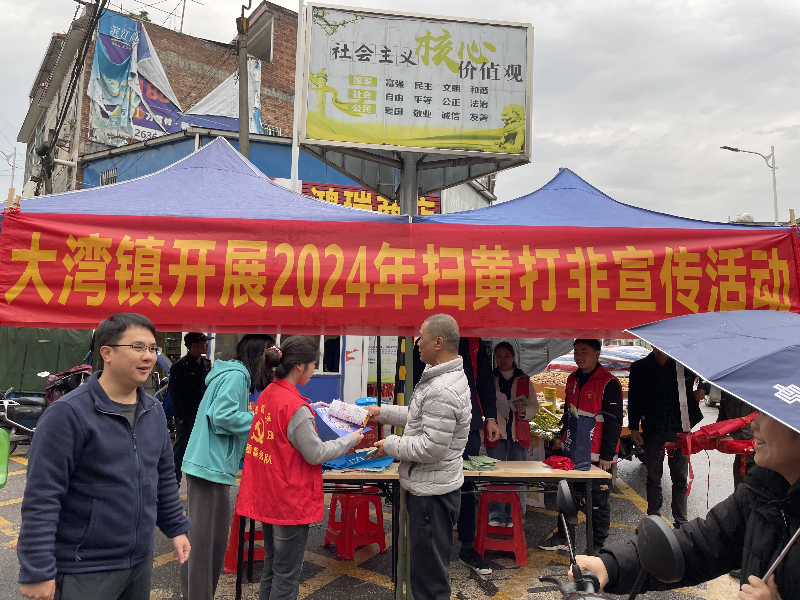 社会主义核心价值观
国家 富强 民主 文明 和谐
社会 自由 平等 公正 法治
公民 爱国 敬业 诚信 友善
鸿瑞
大湾镇开展2024年扫黄打非宣传活动